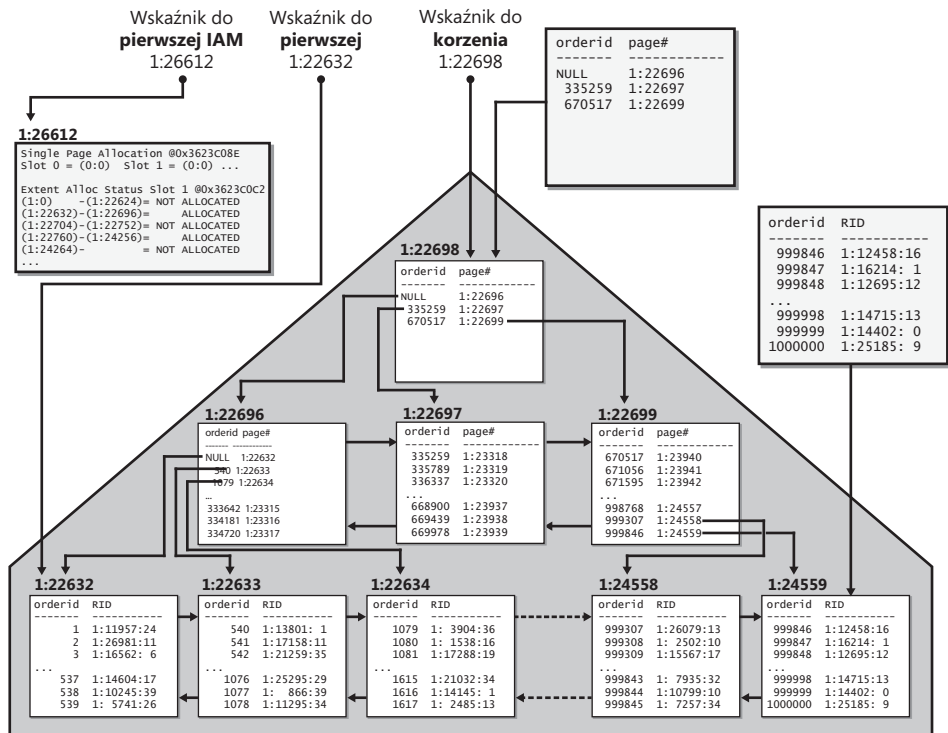 Wskaźnik do
pierwszej IAM
1:26612
Wskaźnik do
pierwszej
1:22632
Wskaźnik do
korzenia
1:22698
orderid page#
------- -------------
NULL 1:22696
335259 1:22697
670517 1:22699
1:26612
Single Page Allocation @0x3623C08E
Slot 0 = (0:0) Slot 1 = (0:0) ...
Extent Alloc Status Slot 1 @0x3623C0C2
(1:0) -(1:22624)= NOT ALLOCATED
(1:22632)-(1:22696)= ALLOCATED
(1:22704)-(1:22752)= NOT ALLOCATED
(1:22760)-(1:24256)= ALLOCATED
(1:24264)- = NOT ALLOCATED
...
orderid RID
------- ------------
999846 1:12458:16
999847 1:16214: 1
999848 1:12695:12
...
999998 1:14715:13
999999 1:14402: 0
1000000 1:25185: 9
1:22698
orderid page#
------- -------------
NULL 1:22696
335259 1:22697
670517 1:22699
1:22696
orderid page#
------- -------------
NULL 1:22632
540 1:22633
1079 1:22634
...
333642 1:23315
334181 1:23316
334720 1:23317
1:22697
orderid page#
------- -------------
335259 1:23318
335789 1:23319
336337 1:23320
...
668900 1:23937
669439 1:23938
669978 1:23939
1:22699
orderid page#
------- -------------
670517 1:23940
671056 1:23941
671595 1:23942
...
998768 1:24557
999307 1:24558
999846 1:24559
1:22632
orderid RID
------- ------------
1 1:11957:24
2 1:26981:11
3 1:16562: 6
...
537 1:14604:17
538 1:10245:39
539 1: 5741:26
1:22633
orderid RID
------- ------------
540 1:13801: 1
541 1:17158:11
542 1:21259:35
...
1076 1:25295:29
1077 1: 866:39
1078 1:11295:34
1:22634
orderid RID
------- ------------
1079 1: 3904:36
1080 1: 1538:16
1081 1:17288:19
...
1615 1:21032:34
1616 1:14145: 1
1617 1: 2485:13
1:24558
orderid RID
------- ------------
999307 1:26079:13
999308 1: 2502:10
999309 1:15567:17
...
999843 1: 7935:32
999844 1:10799:10
999845 1: 7257:34
1:24559
orderid RID
------- ------------
999846 1:12458:16
999847 1:16214: 1
999848 1:12695:12
...
999998 1:14715:13
999999 1:14402: 0
1000000 1:25185: 9